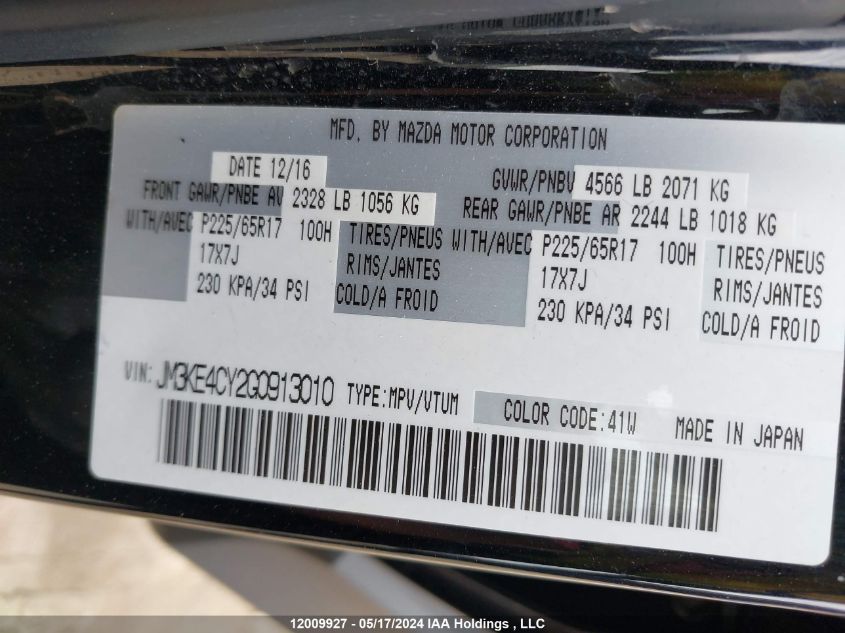 MFD. BY MAZDA MOTOR CORPORATION
DATE 12/16 GVWR/PNBV 4566 LB 2071 KG
FRONT GAWR/PNBE AV 2328 LB 1056 KG REAR GAWR/PNBE AR 2244 LB 1018 KG
WITH/AVEC P225/65R17 100H TIRES/PNEUS WITH/AVEC P225/65R17 100H TIRES/PNEUS
17X7J RIMS/JANTES 17X7J RIMS/JANTES
230 KPA/34 PSI COLD/A FROID 230 KPA/34 PSI COLD/A FROID
VIN: JM3KE4CY2G0913010 TYPE:MPV/VTUM COLOR CODE:41W MADE IN JAPAN
12009927 - 05/17/2024 IAA Holdings , LLC